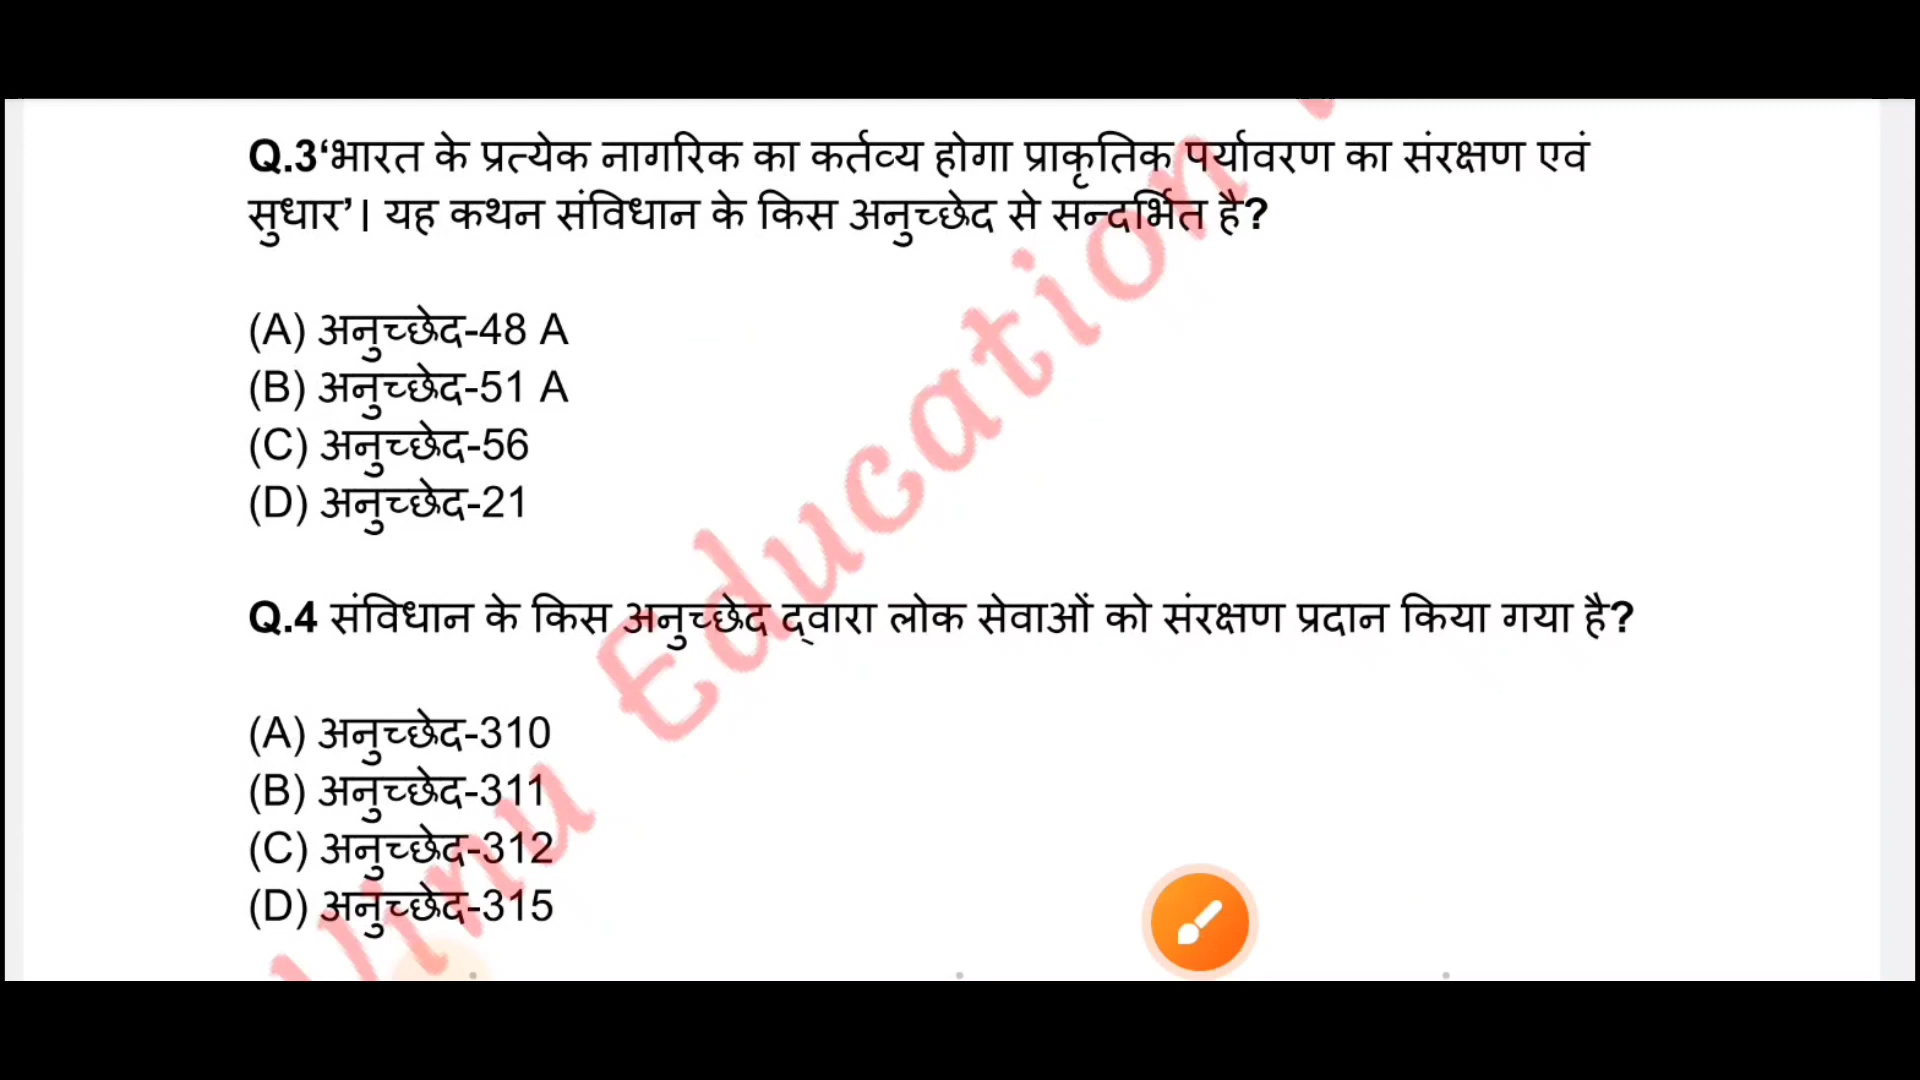 Q.3‘भारत के प्रत्येक नागरिक का कर्तव्य होगा प्राकृतिक पर्यावरण का संरक्षण एवं
सुधार’। यह कथन संविधान के किस अनुच्छेद से सन्दर्भित है?
(A) अनुच्छेद-48 A
(B) अनुच्छेद-51 A
(C) अनुच्छेद-56
(D) अनुच्छेद-21
Q.4 संविधान के किस अनुच्छेद द्वारा लोक सेवाओं को संरक्षण प्रदान किया गया है?
(A) अनुच्छेद-310
(B) अनुच्छेद-311
(C) अनुच्छेद-312
(D) अनुच्छेद-315
Vinu Education